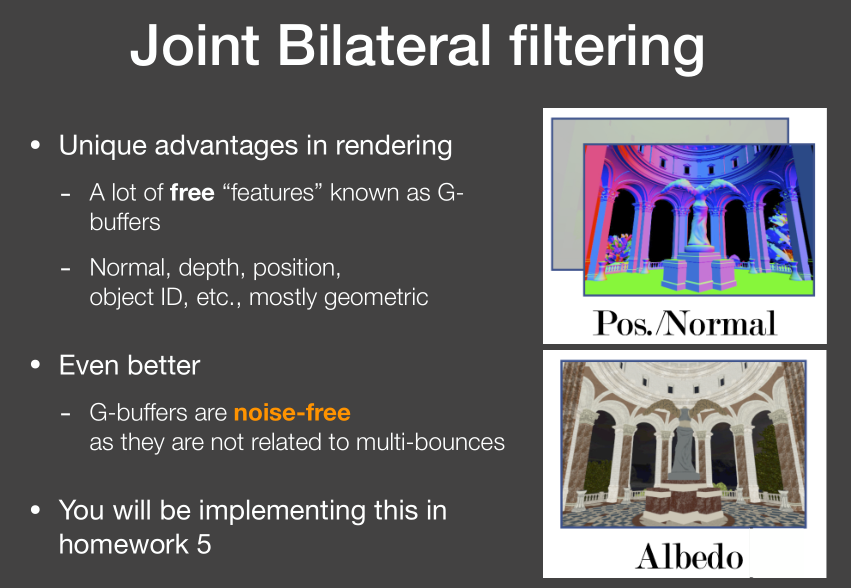 Joint Bilateral filtering
• Unique advantages in rendering
- A lot of free “features” known as G-
buffers
- Normal, depth, position,
object ID, etc., mostly geometric
• Even better
- G-buffers are noise-free
as they are not related to multi-bounces
• You will be implementing this in
homework 5
Pos./Normal
Albedo